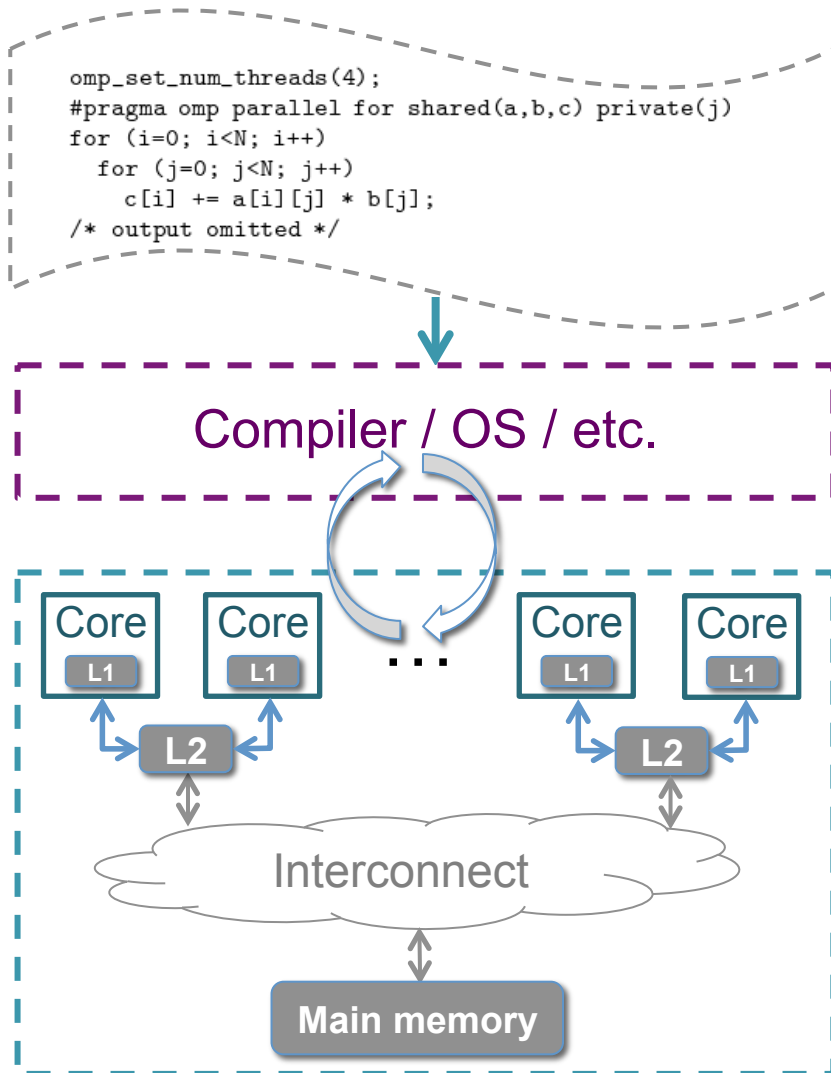 omp_set_num_threads(4);
#pragma omp parallel for shared(a,b,c) private(j)
for (i=0; i<N; i++)
  for (j=0; j<N; j++)
    c[i] += a[i][j] * b[j];
/* output omitted */
Compiler / OS / etc.
Core Core ... Core Core
L1 L1 L1 L1
L2 L2
Interconnect
Main memory